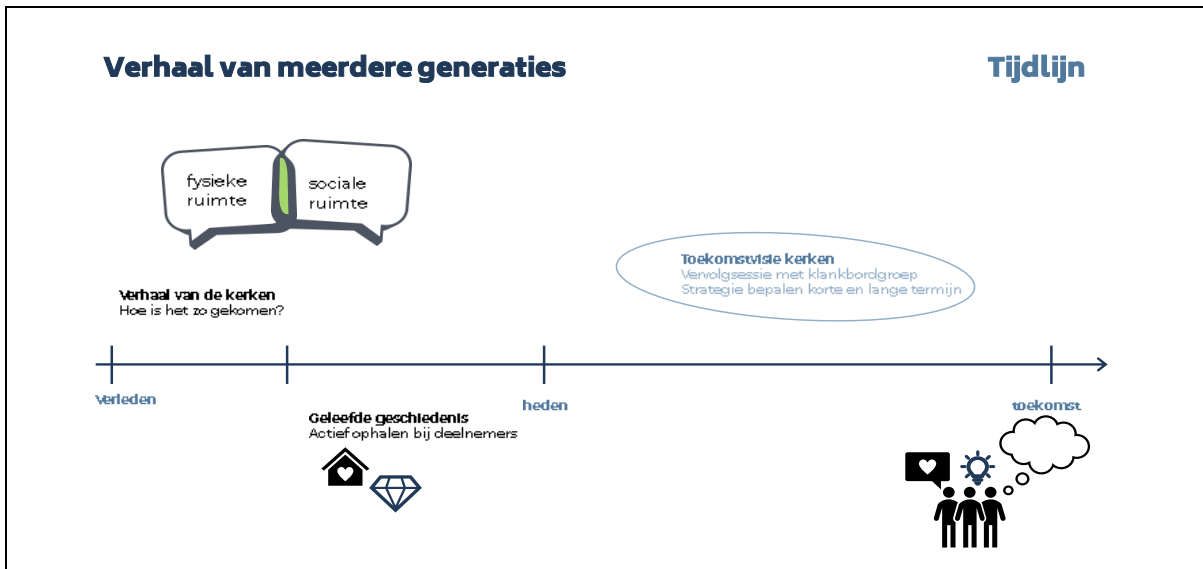 Verhaal van meerdere generaties
Tijdlijn
fysieke
ruimte
sociale
ruimte
Toekomstvisie kerken
Vervolgsessie met klankbordgroep
Strategie bepalen korte en lange termijn
Verhaal van de kerken
Hoe is het zo gekomen?
Verleden
heden
toekomst
Geleefde geschiedenis
Actief ophalen bij deelnemers